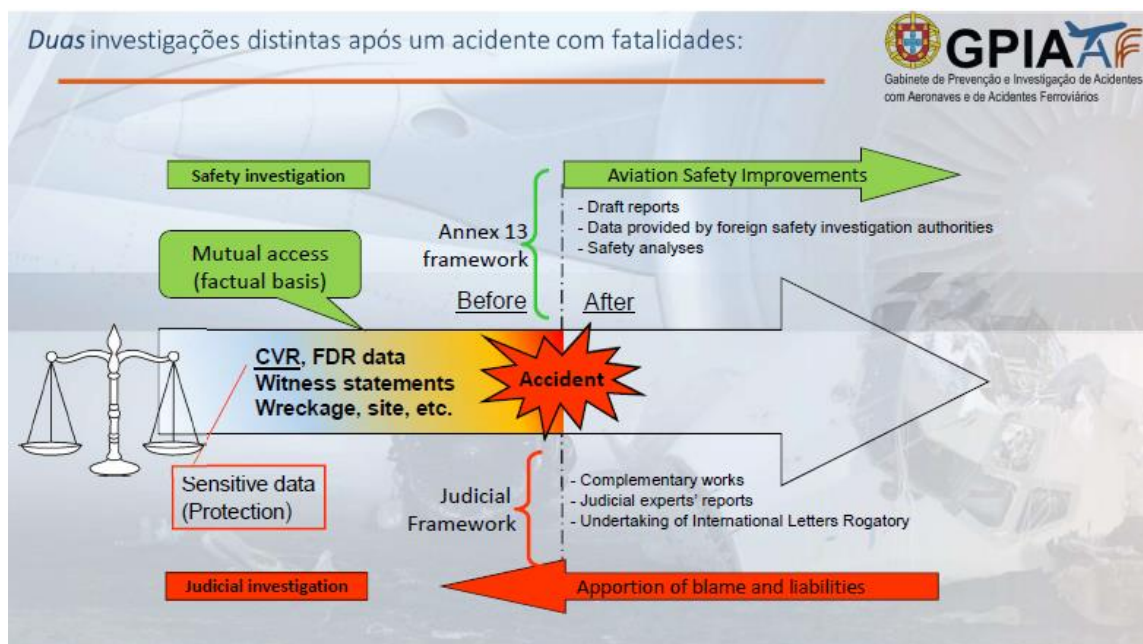 Duas investigações distintas após um acidente com fatalidades:
GPIAAF
Gabinete de Prevenção e Investigação de Acidentes
com Aeronaves e de Acidentes Ferroviários
Safety investigation
Aviation Safety Improvements
- Draft reports
- Data provided by foreign safety investigation authorities
- Safety analyses
Annex 13
framework
Mutual access
(factual basis)
Before
After
CVR, FDR data
Witness statements
Wreckage, site, etc.
Accident
Sensitive data
(Protection)
Judicial
Framework
- Complementary works
- Judicial experts' reports
- Undertaking of International Letters Rogatory
Judicial investigation
Apportion of blame and liabilities